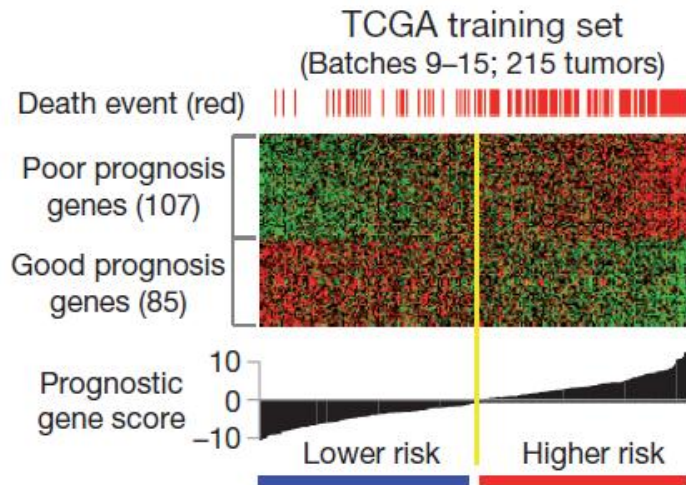 TCGA training set
(Batches 9–15; 215 tumors)
Death event (red)
Poor prognosis
genes (107)
Good prognosis
genes (85)
Prognostic
gene score
10
0
–10
Lower risk
Higher risk